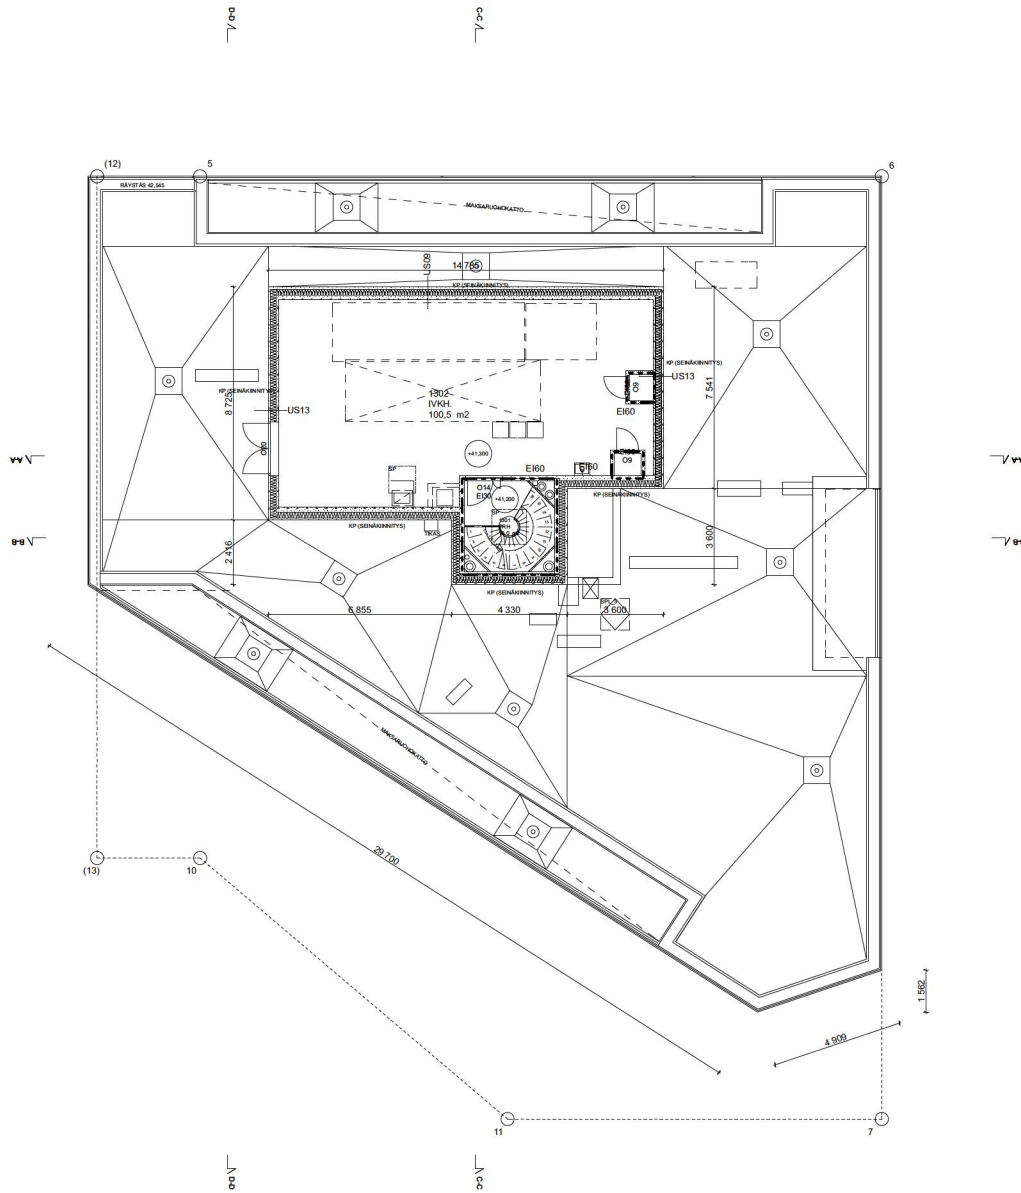 D-D
C-C
(12)
5
6
RÄYSTÄS 42,545
MAKSARUOHOKATTO
US09
14 785
KP (SEINÄKIINNITYS)
KP (SEINÄKIINNITYS)
US13
KP (SEINÄKIINNITYS)
8 725
7 541
O9
EI60
1302
IVKH.
100,5 m2
US13
A-A
A-A
+41,300
O9
EI60
EI60
SP
O14
EI30
+41,200
KP (SEINÄKIINNITYS)
SP
1301
KP (SEINÄKIINNITYS)
TIKAS
B-B
B-B
2 416
3 600
KP (SEINÄKIINNITYS)
6 855
4 330
3 600
MAKSARUOHOKATTO
29 700
(13)
10
1 562
4 909
11
7
D-D
C-C